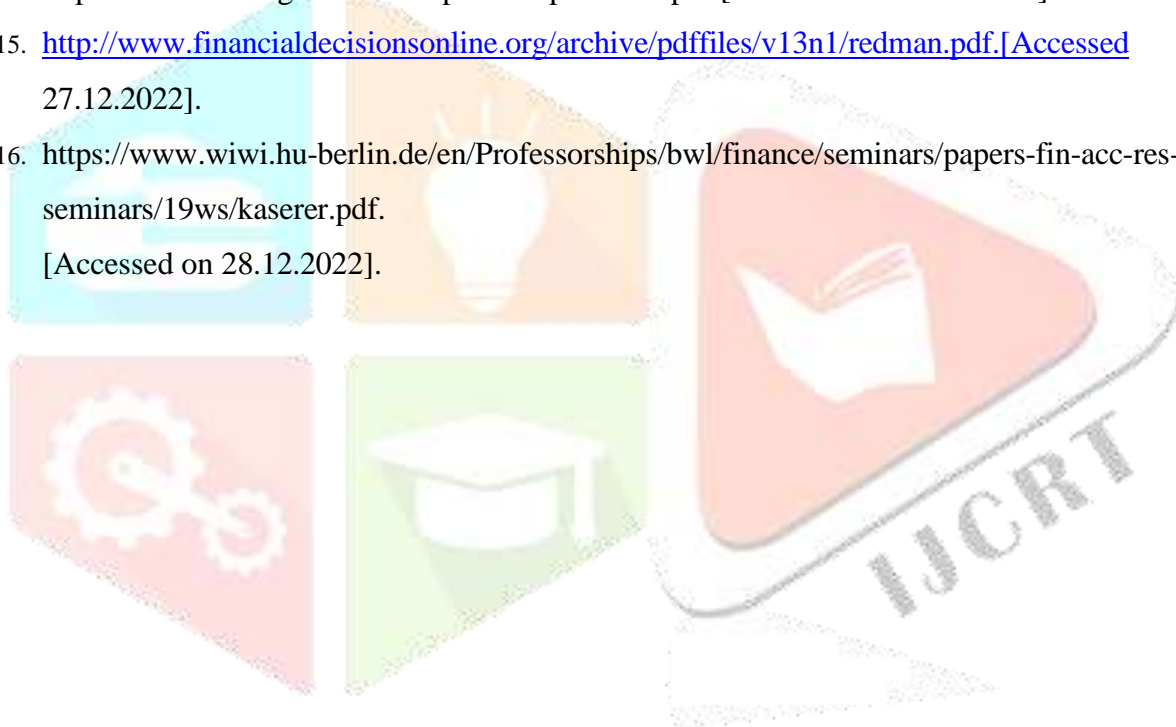 15. http://www.financialdecisionsonline.org/archive/pdffiles/v13n1/redman.pdf.[Accessed
27.12.2022].
16. https://www.wiwi.hu-berlin.de/en/Professorships/bwl/finance/seminars/papers-fin-acc-res-
seminars/19ws/kaserer.pdf.
[Accessed on 28.12.2022].
IJCRT